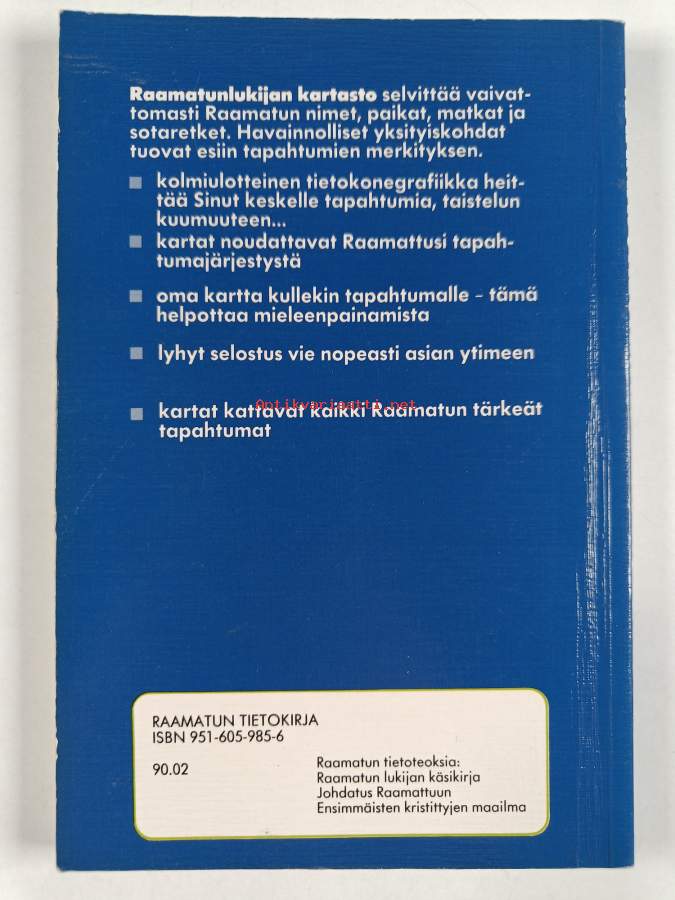 Raamatunlukijan kartasto selvittää vaivat-
tomasti Raamatun nimet, paikat, matkat ja
sotaretket. Havainnolliset yksityiskohdat
tuovat esiin tapahtumien merkityksen.
kolmiulotteinen tietokonegrafiikka heit-
tää Sinut keskelle tapahtumia, taistelun
kuumuuteen...
kartat noudattavat Raamattusi tapah-
tumajärjestystä
oma kartta kullekin tapahtumalle – tämä
helpottaa mieleenpainamista
lyhyt selostus vie nopeasti asian ytimeen
Antikvariaatti.net
kartat kattavat kaikki Raamatun tärkeät
tapahtumat
RAAMATUN TIETOKIRJA
ISBN 951-605-985-6
90.02
Raamatun tietoteoksia:
Raamatun lukijan käsikirja
Johdatus Raamattuun
Ensimmäisten kristittyjen maailma